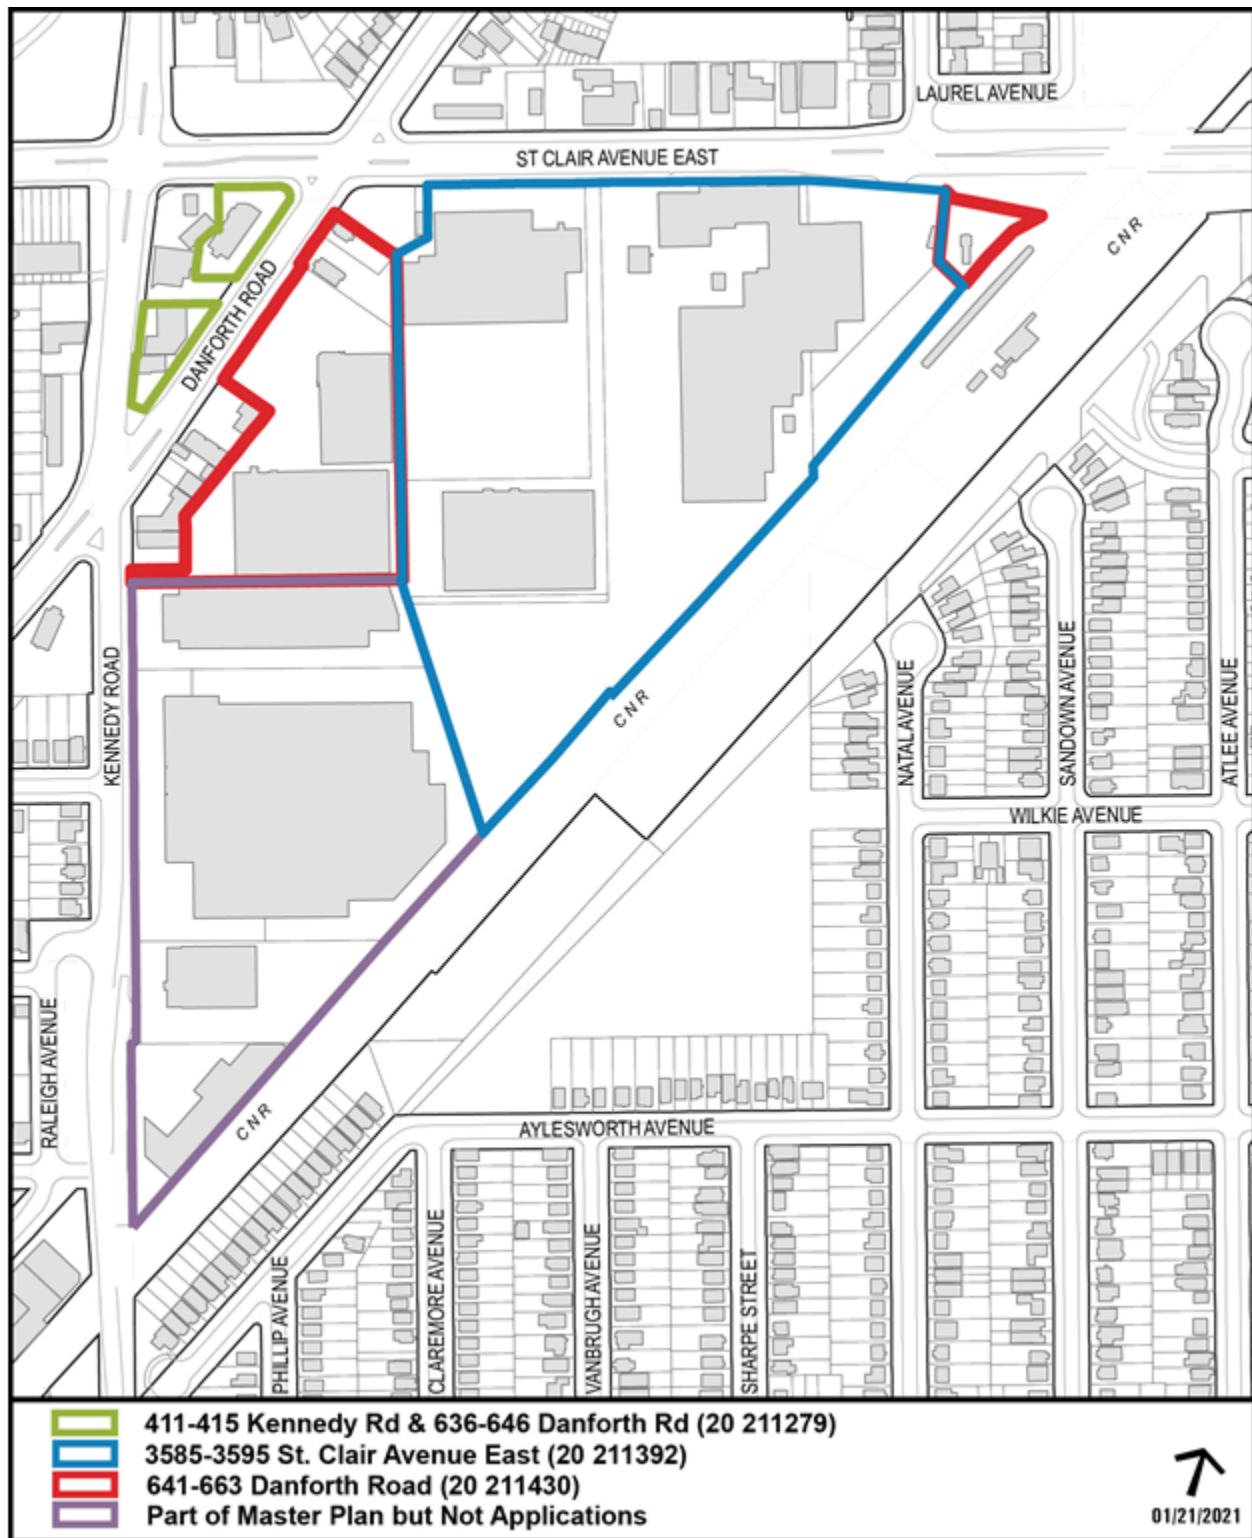 LAUREL AVENUE
ST CLAIR AVENUE EAST
CNR
DANFORTH ROAD
KENNEDY ROAD
CNR
NATAL AVENUE
SANDOWN AVENUE
ATLEE AVENUE
WILKIE AVENUE
RALEIGH AVENUE
CNR
AYLESWORTH AVENUE
PHILLIP AVENUE
CLAREMORE AVENUE
VANBRUGH AVENUE
SHARPE STREET
411-415 Kennedy Rd & 636-646 Danforth Rd (20 211279)
3585-3595 St. Clair Avenue East (20 211392)
641-663 Danforth Road (20 211430)
Part of Master Plan but Not Applications
01/21/2021